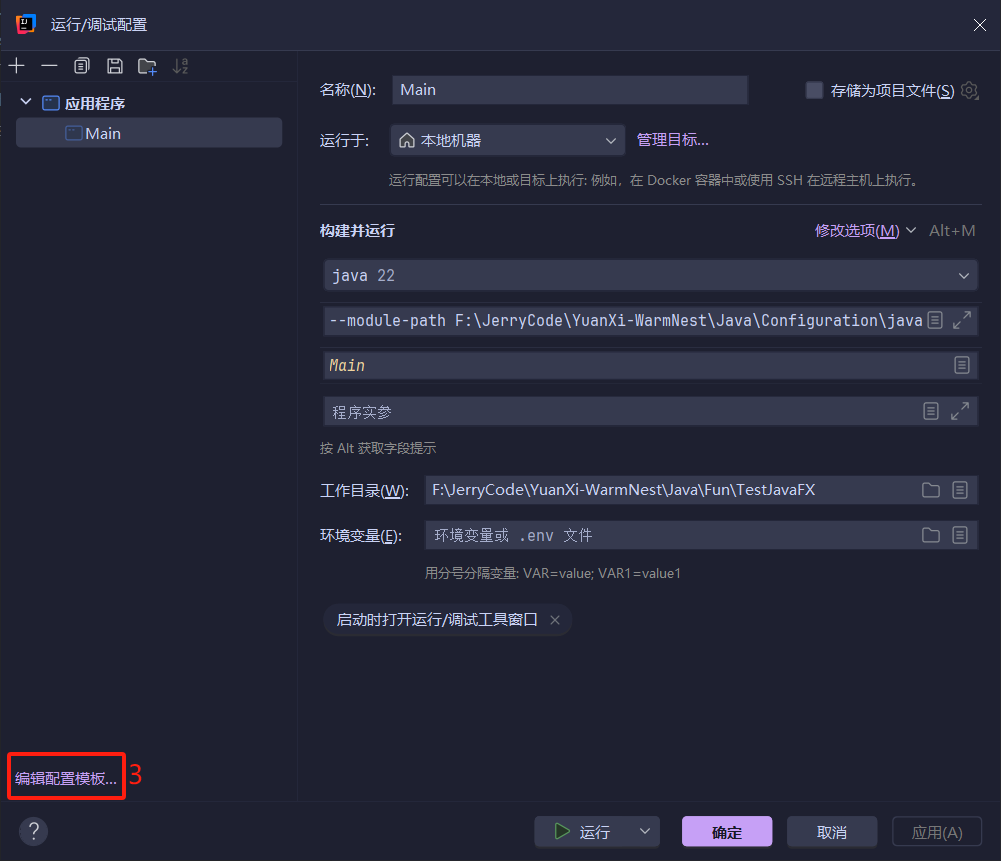 运行/调试配置
应用程序
Main
编辑配置模板...
3
名称(N):
Main
存储为项目文件(S)
运行于:
本地机器
管理目标...
运行配置可以在本地或目标上执行: 例如，在 Docker 容器中或使用 SSH 在远程主机上执行。
构建并运行
修改选项(M)
Alt+M
java 22
--module-path F:\JerryCode\YuanXi-WarmNest\Java\Configuration\java
Main
程序实参
按 Alt 获取字段提示
工作目录(W):
F:\JerryCode\YuanXi-WarmNest\Java\Fun\TestJavaFX
环境变量(E):
环境变量或 .env 文件
用分号分隔变量: VAR=value; VAR1=value1
启动时打开运行/调试工具窗口
?
运行
确定
取消
应用(A)